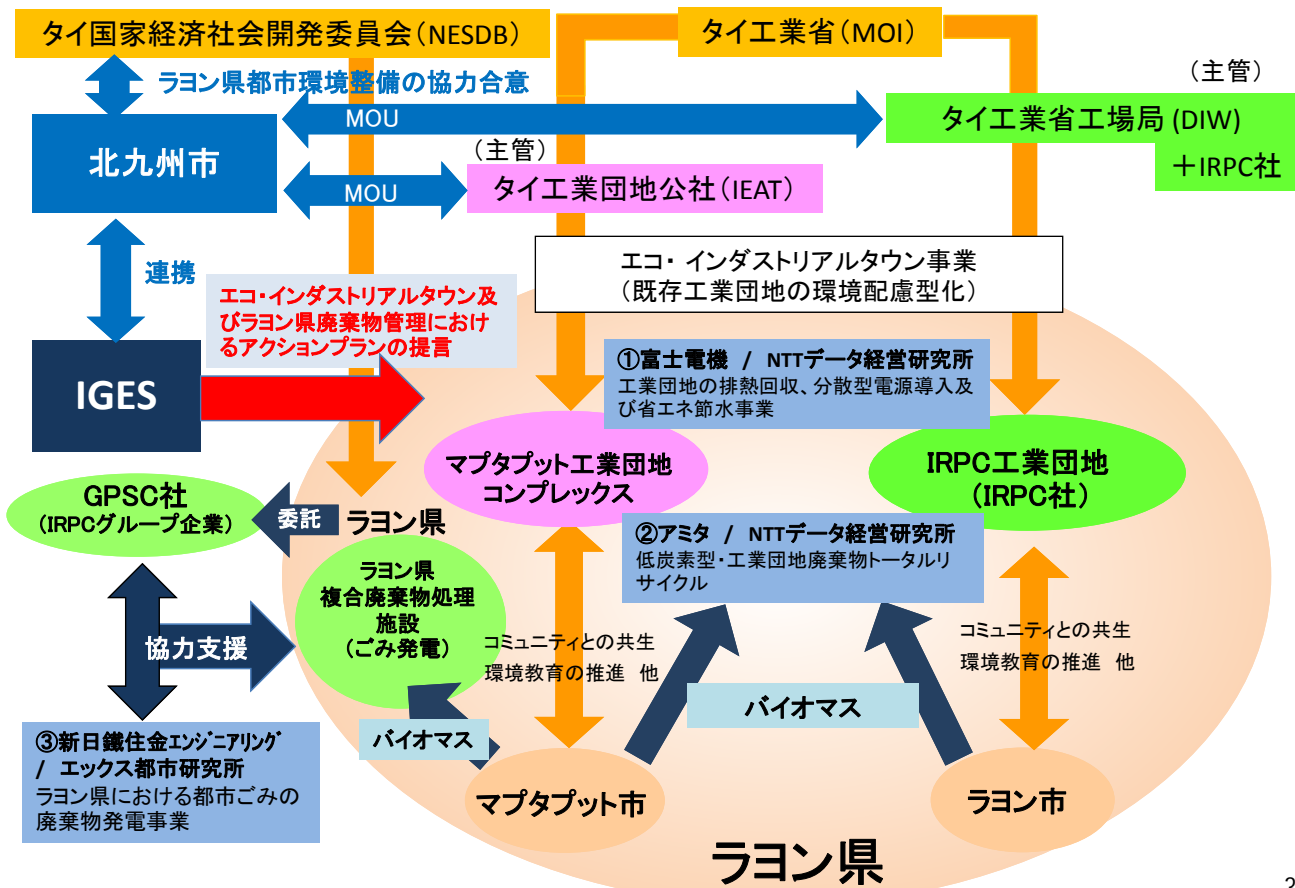 タイ国家経済社会開発委員会(NESDB)
タイ工業省(MOI)
ラヨン県都市環境整備の協力合意
(主管)
MOU
タイ工業省工場局 (DIW)
+IRPC社
北九州市
(主管)
MOU
タイ工業団地公社(IEAT)
連携
エコ・インダストリアルタウン事業
(既存工業団地の環境配慮型化)
エコ・インダストリアルタウン及
びラヨン県廃棄物管理におけ
るアクションプランの提言
IGES
①富士電機 / NTTデータ経営研究所
工業団地の排熱回収、分散型電源導入及
び省エネ節水事業
マプタプット工業団地
コンプレックス
IRPC工業団地
(IRPC社)
GPSC社
(IRPCグループ企業)
委託
ラヨン県
②アミタ / NTTデータ経営研究所
低炭素型・工業団地廃棄物トータルリ
サイクル
ラヨン県
複合廃棄物処理
施設
(ごみ発電)
協力支援
コミュニティとの共生
環境教育の推進 他
コミュニティとの共生
環境教育の推進 他
バイオマス
バイオマス
③新日鐵住金エンジニアリング
/ エックス都市研究所
ラヨン県における都市ごみの
廃棄物発電事業
マプタプット市
ラヨン市
ラヨン県
2